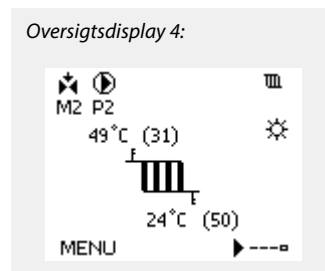 Oversigtsdisplay 4:
M2 P2
49°C (31)
24°C (50)
MENU